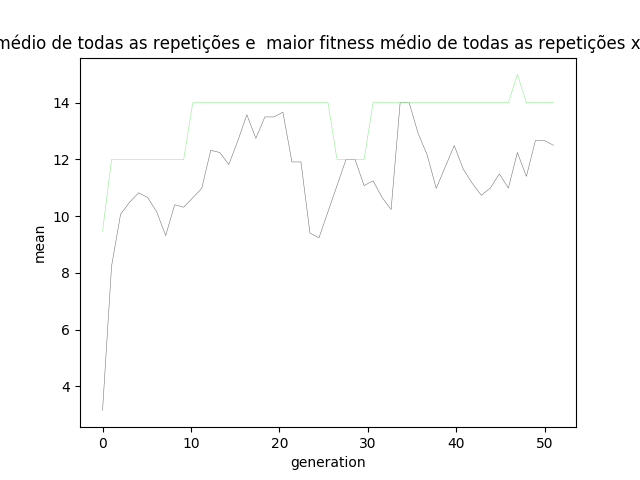 médio de todas as repetições e  maior fitness médio de todas as repetições x
14
12
10
8
6
4
mean
0 10 20 30 40 50
generation